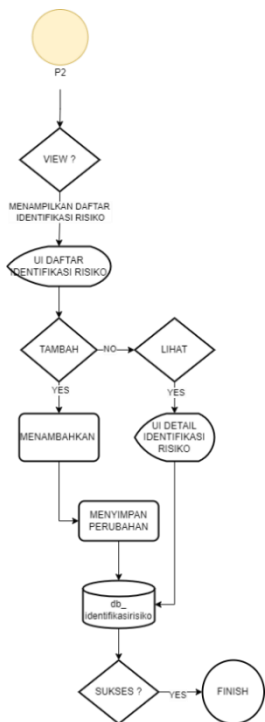 P2
VIEW ?
MENAMPILKAN DAFTAR
IDENTIFIKASI RISIKO
UI DAFTAR
IDENTIFIKASI RISIKO
TAMBAH
NO
LIHAT
YES
YES
MENAMBAHKAN
UI DETAIL
IDENTIFIKASI
RISIKO
MENYIMPAN
PERUBAHAN
db_
identifikasirisiko
SUKSES ?
YES
FINISH